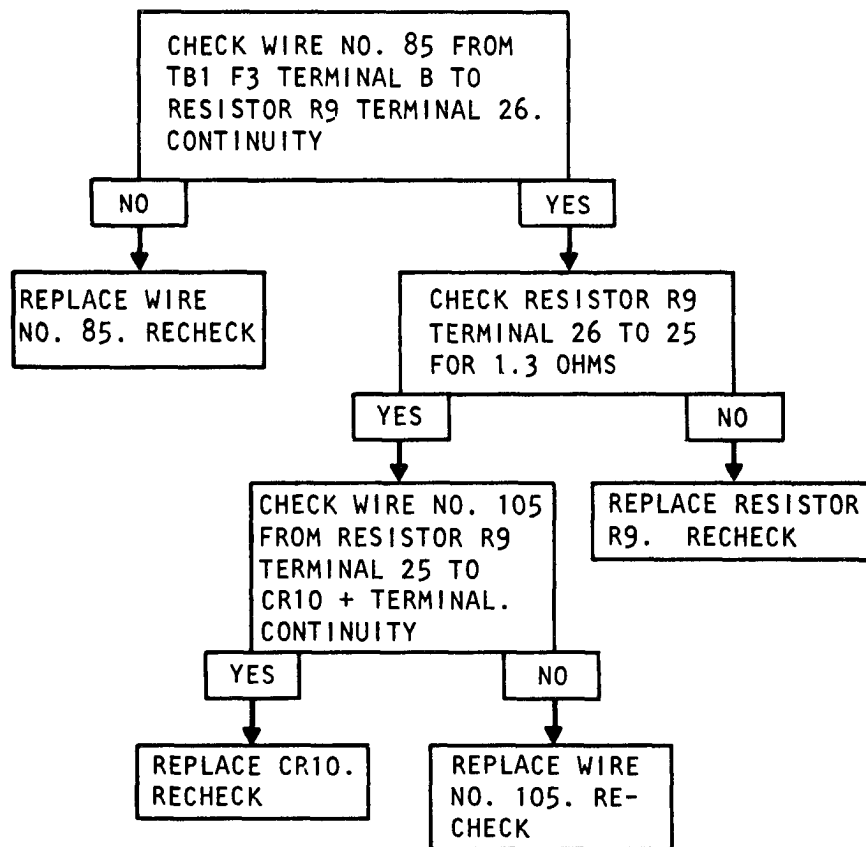 CHECK WIRE NO. 85 FROM
TB1 F3 TERMINAL B TO
RESISTOR R9 TERMINAL 26.
CONTINUITY
NO
YES
REPLACE WIRE
NO. 85. RECHECK
CHECK RESISTOR R9
TERMINAL 26 TO 25
FOR 1.3 OHMS
YES
NO
CHECK WIRE NO. 105
FROM RESISTOR R9
TERMINAL 25 TO
CR10 + TERMINAL.
CONTINUITY
REPLACE RESISTOR
R9. RECHECK
YES
NO
REPLACE CR10.
RECHECK
REPLACE WIRE
NO. 105. RE-
CHECK